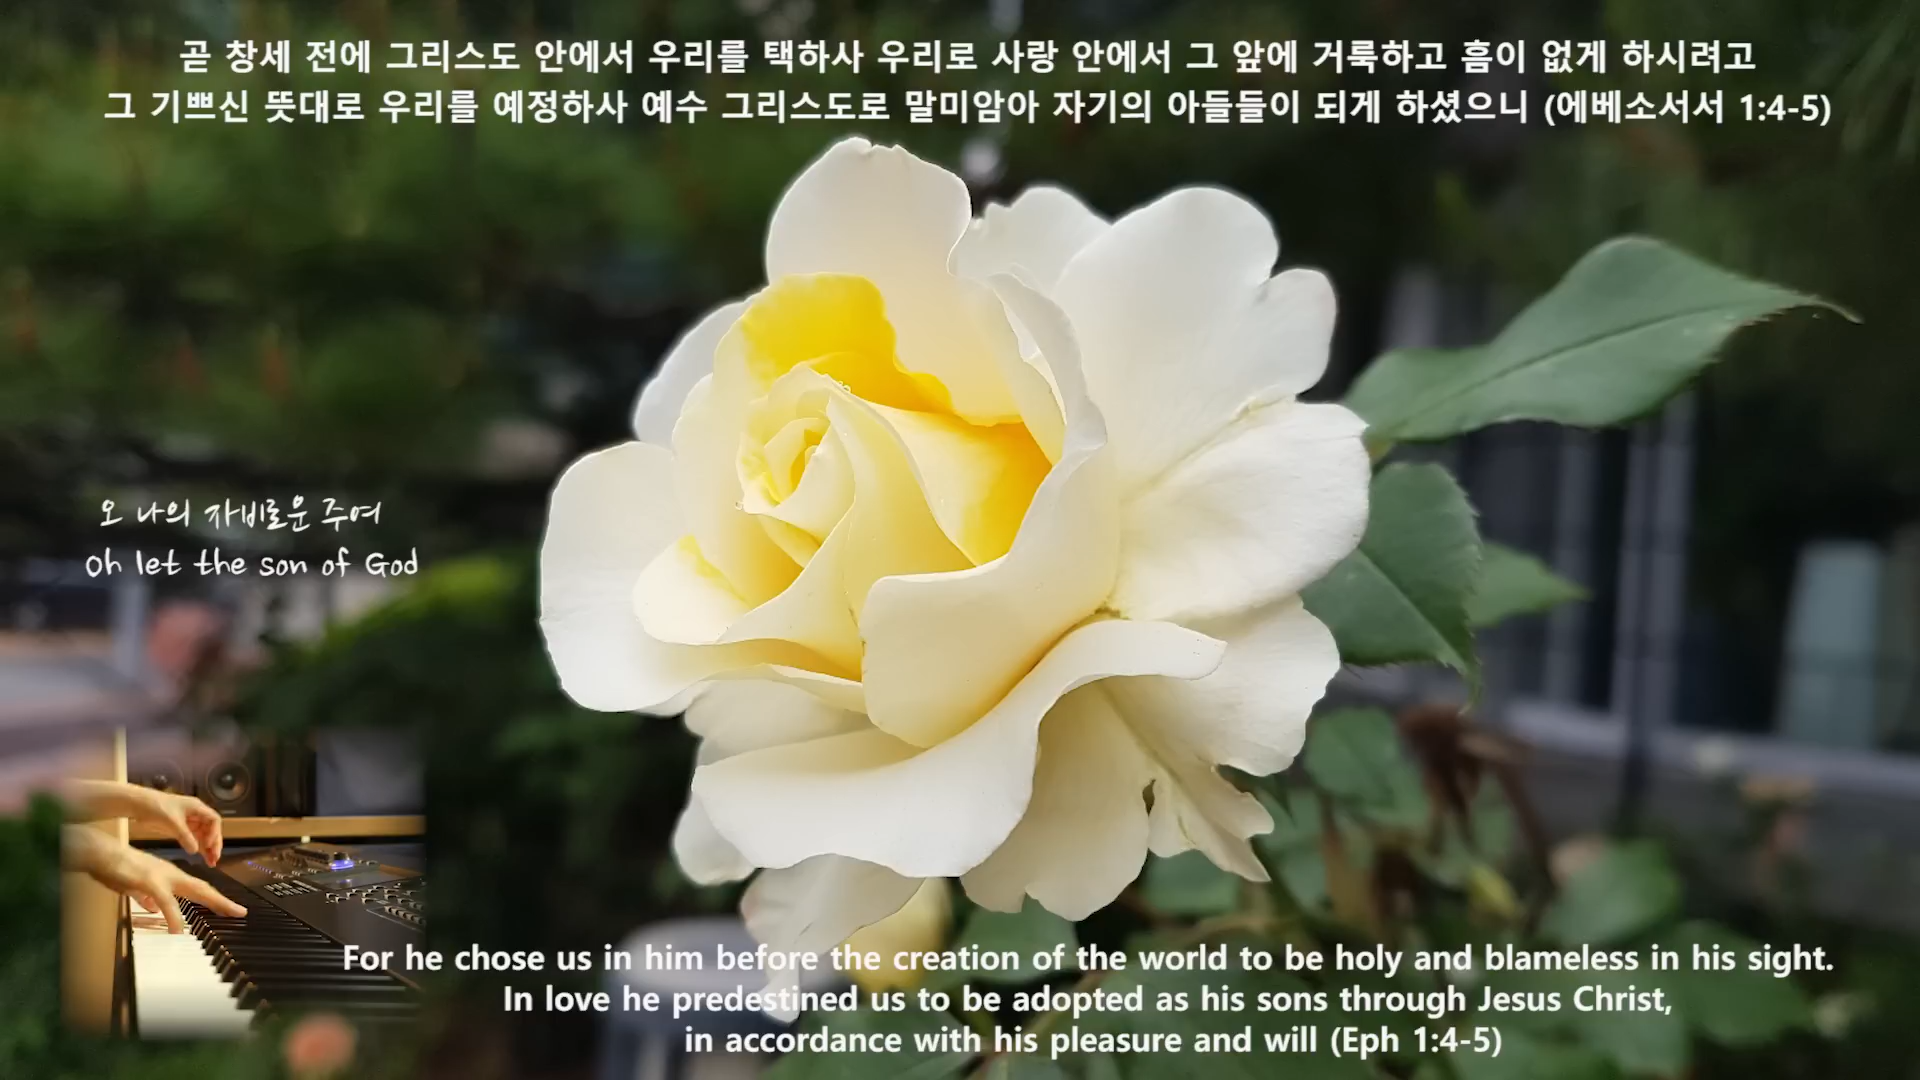 곧 창세 전에 그리스도 안에서 우리를 택하사 우리로 사랑 안에서 그 앞에 거룩하고 흠이 없게 하시려고
그 기쁘신 뜻대로 우리를 예정하사 예수 그리스도로 말미암아 자기의 아들들이 되게 하셨으니 (에베소서서 1:4-5)
오 나의 자비로운 주여
Oh let the son of God
For he chose us in him before the creation of the world to be holy and blameless in his sight.
In love he predestined us to be adopted as his sons through Jesus Christ,
in accordance with his pleasure and will (Eph 1:4-5)